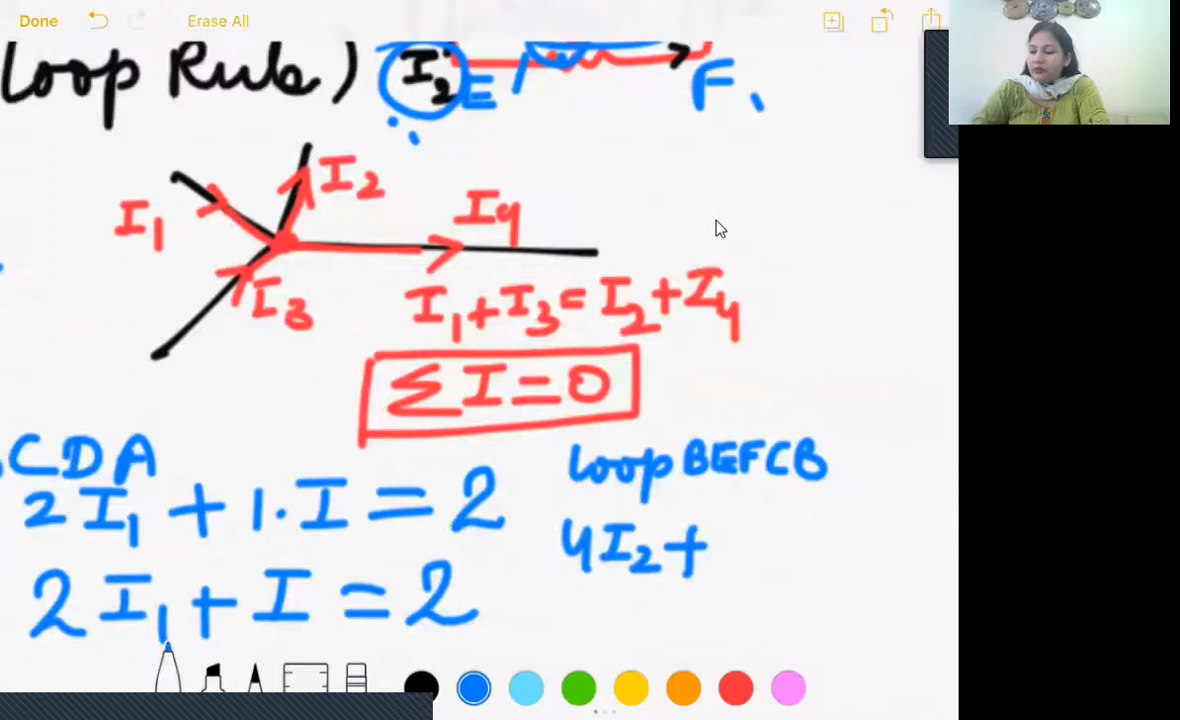 Done Erase All
(Loop Rule) I₂ E F
I₁ I₂ I₄
I₃
I₁+I₃=I₂+I₄
ΣI=0
CDA
2I₁+1·I=2
2I₁+I=2
loop BEFCB
4I₂+